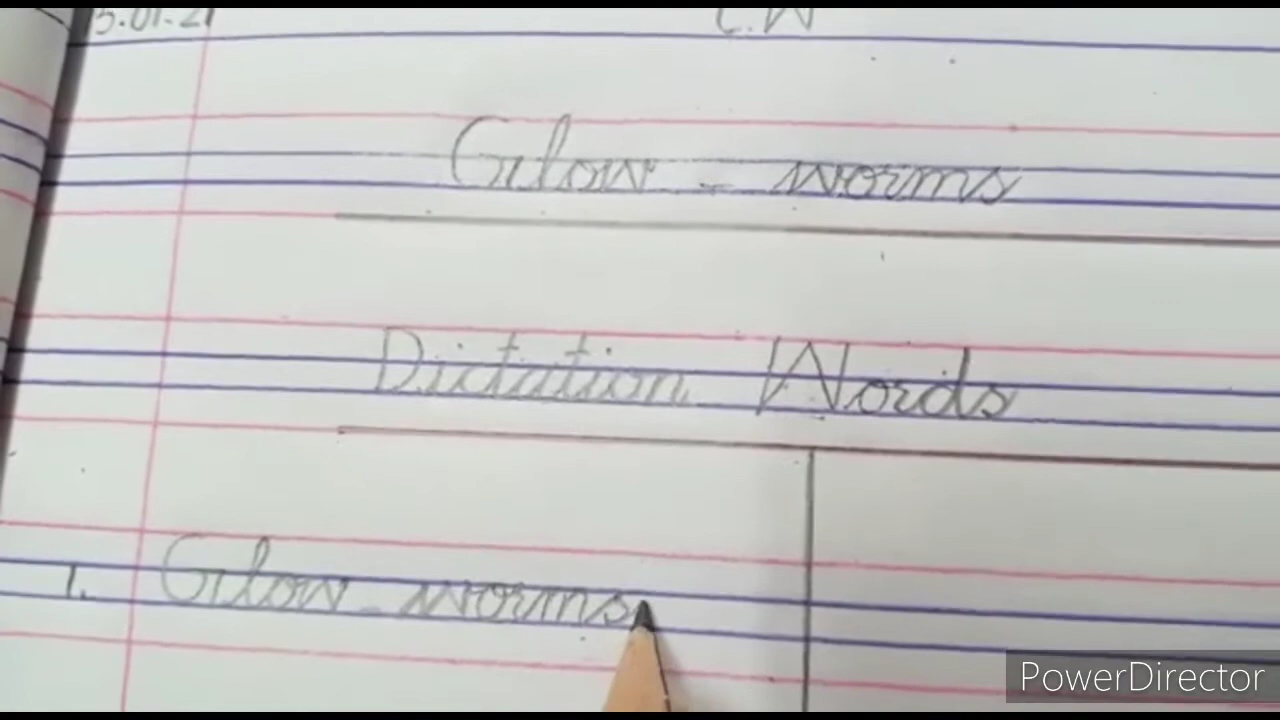 C.W
Glow - worms
Dictation Words
1. Glow - worms
PowerDirector